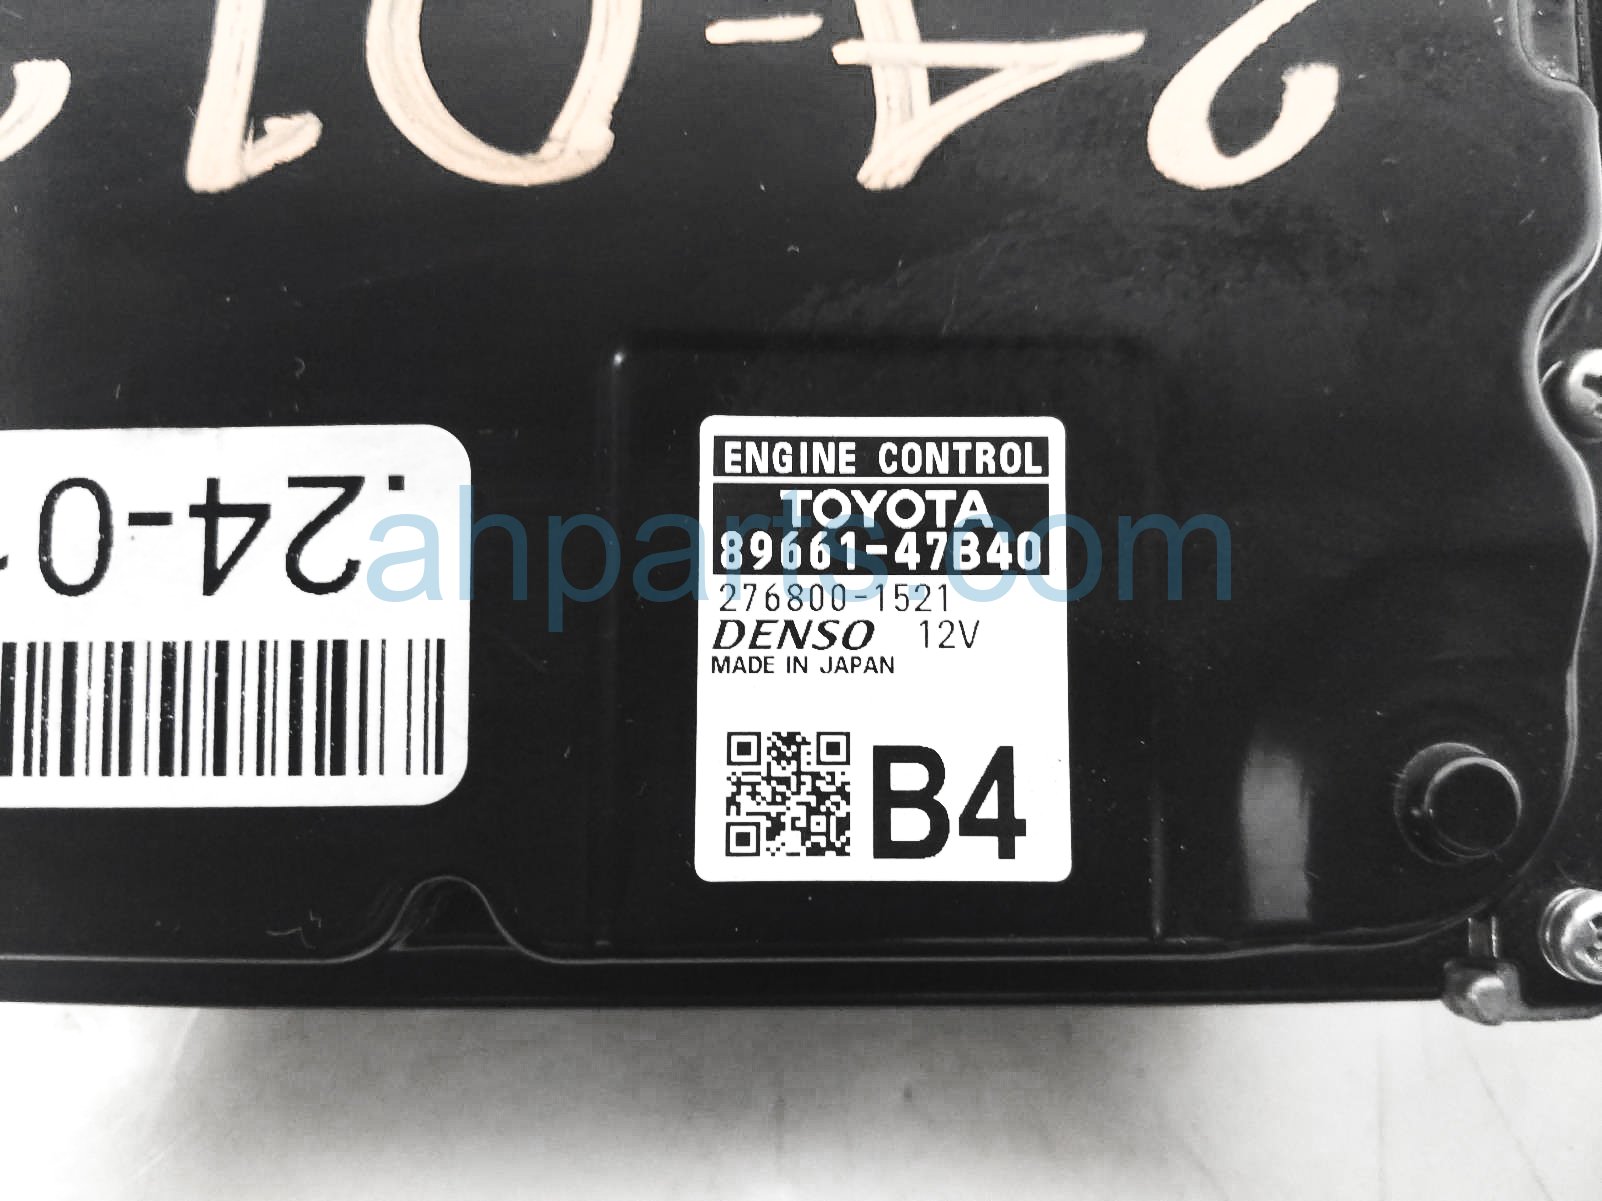 24-01
.24-0
ENGINE CONTROL
TOYOTA
89661-47B40
276800-1521
DENSO 12V
MADE IN JAPAN
B4
ahparts.com